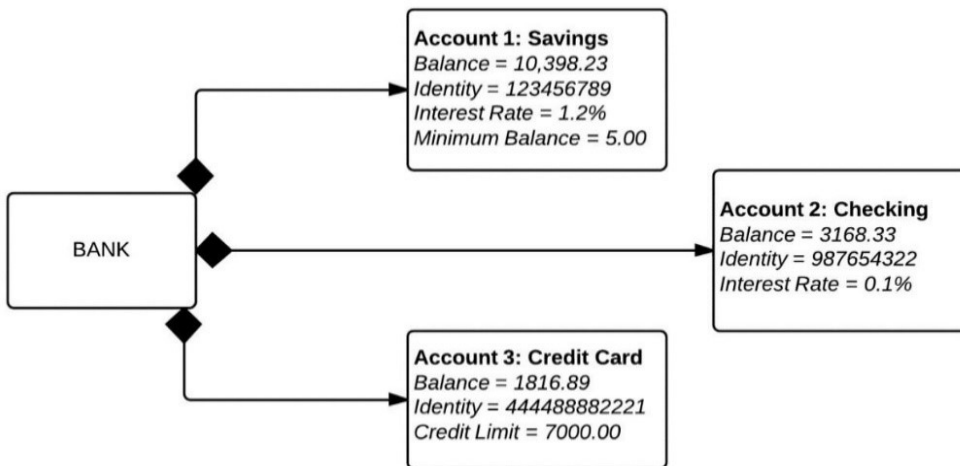 Account 1: Savings
Balance = 10,398.23
Identity = 123456789
Interest Rate = 1.2%
Minimum Balance = 5.00
BANK
Account 2: Checking
Balance = 3168.33
Identity = 987654322
Interest Rate = 0.1%
Account 3: Credit Card
Balance = 1816.89
Identity = 444488882221
Credit Limit = 7000.00